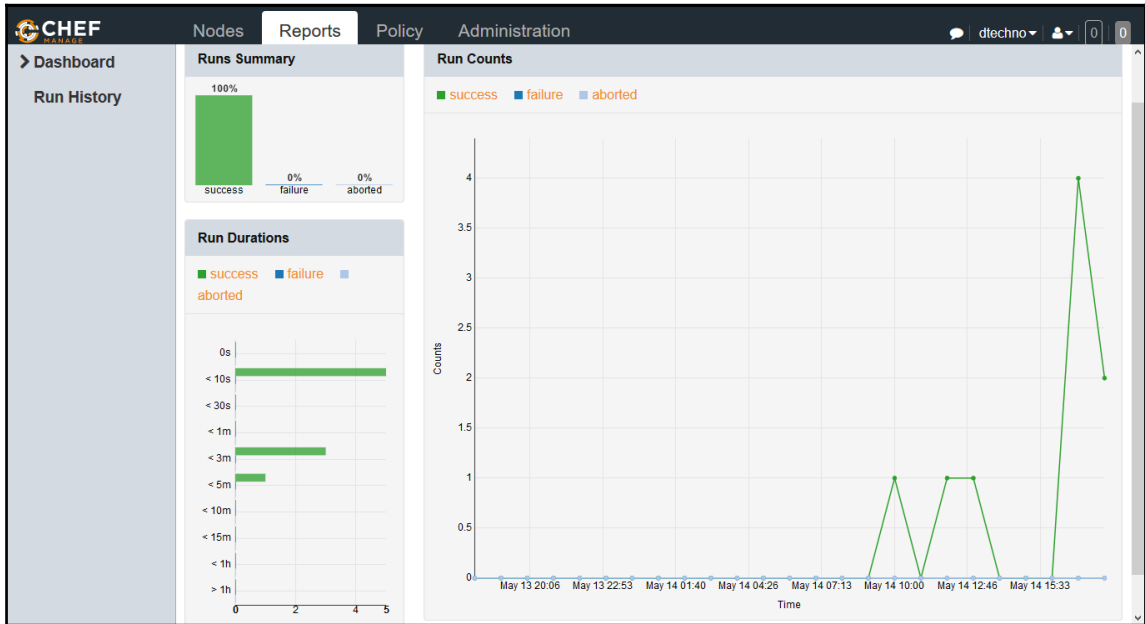 CHEF
MANAGE
Nodes Reports Policy Administration
dtechno
0 0
Dashboard
Run History
Runs Summary
100%
0% 0%
success failure aborted
Run Durations
success failure
aborted
0s
< 10s
< 30s
< 1m
< 3m
< 5m
< 10m
< 15m
< 1h
> 1h
0 2 4 5
Run Counts
success failure aborted
4
3.5
3
2.5
2
1.5
1
0.5
0
Counts
May 13 20:06 May 13 22:53 May 14 01:40 May 14 04:26 May 14 07:13 May 14 10:00 May 14 12:46 May 14 15:33
Time